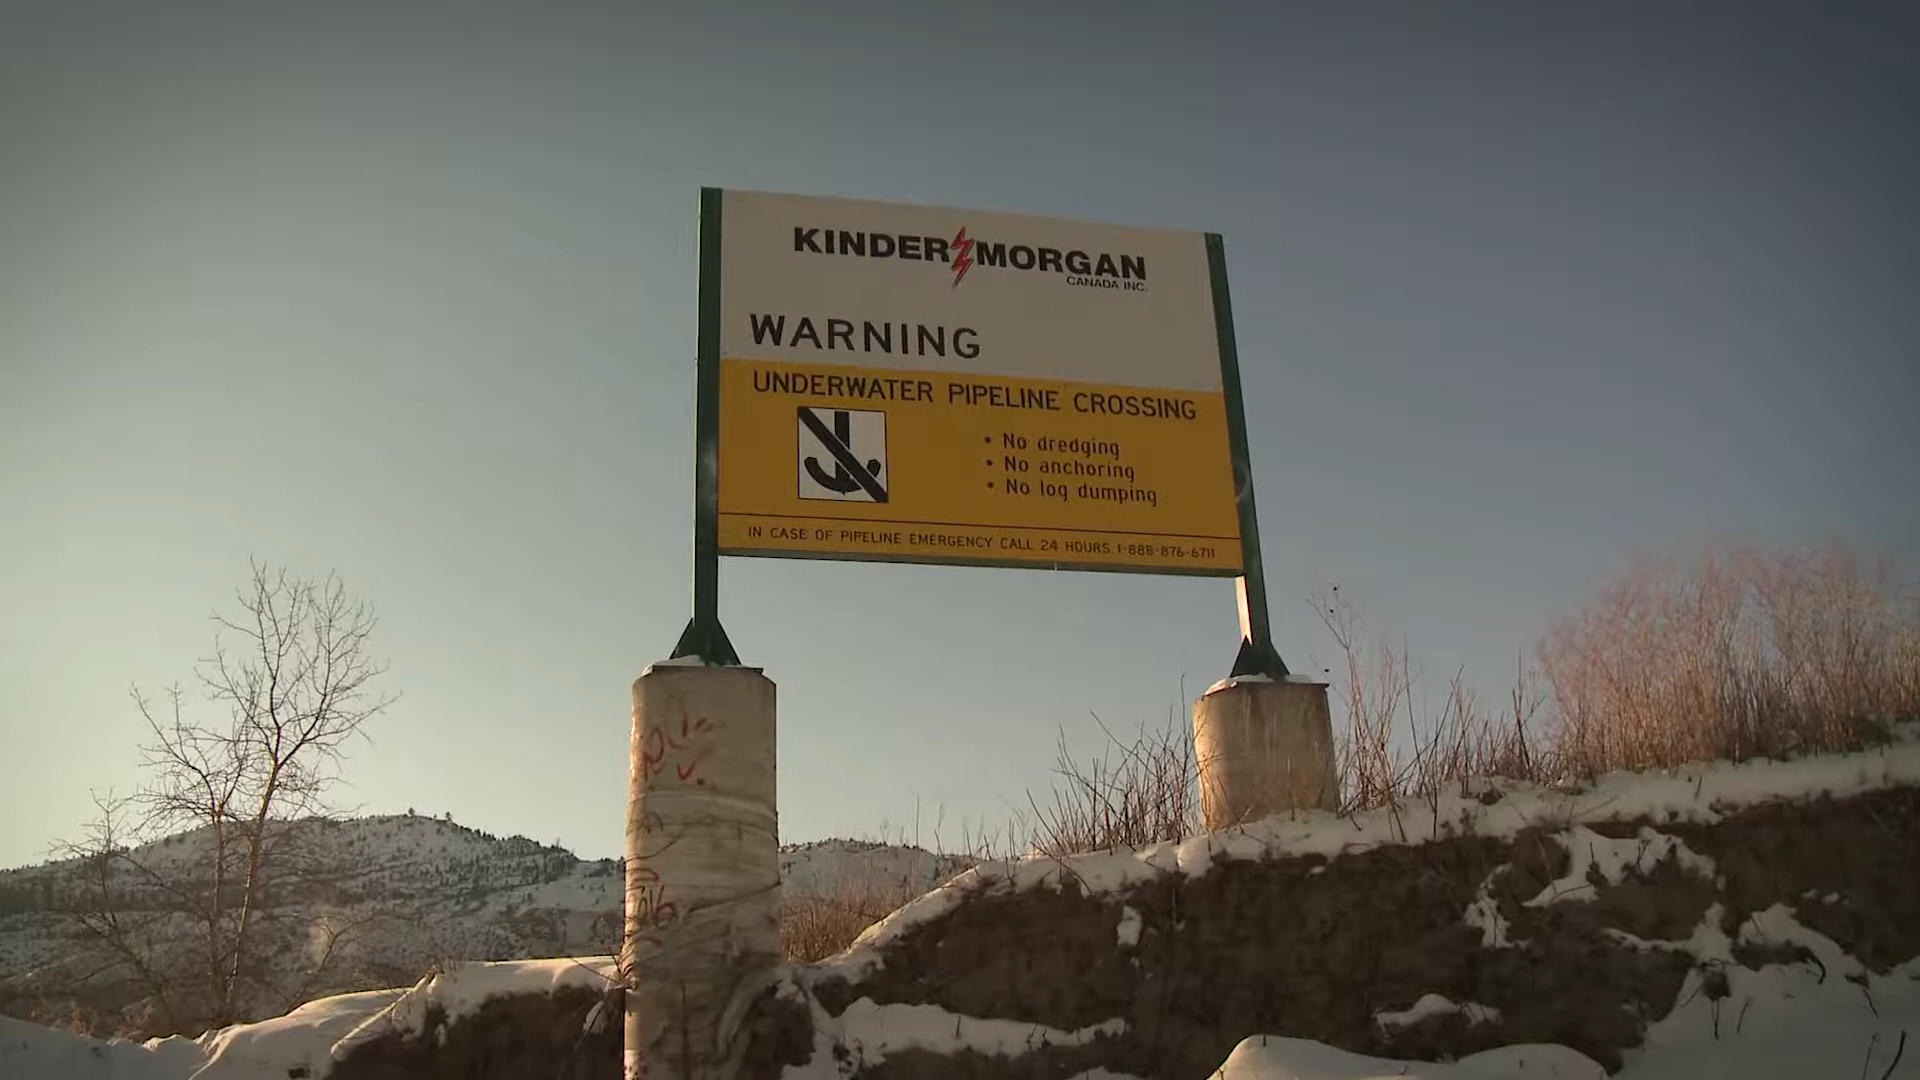 KINDER MORGAN
CANADA INC.
WARNING
UNDERWATER PIPELINE CROSSING
• No dredging
• No anchoring
• No log dumping
IN CASE OF PIPELINE EMERGENCY CALL 24 HOURS 1-888-876-6711